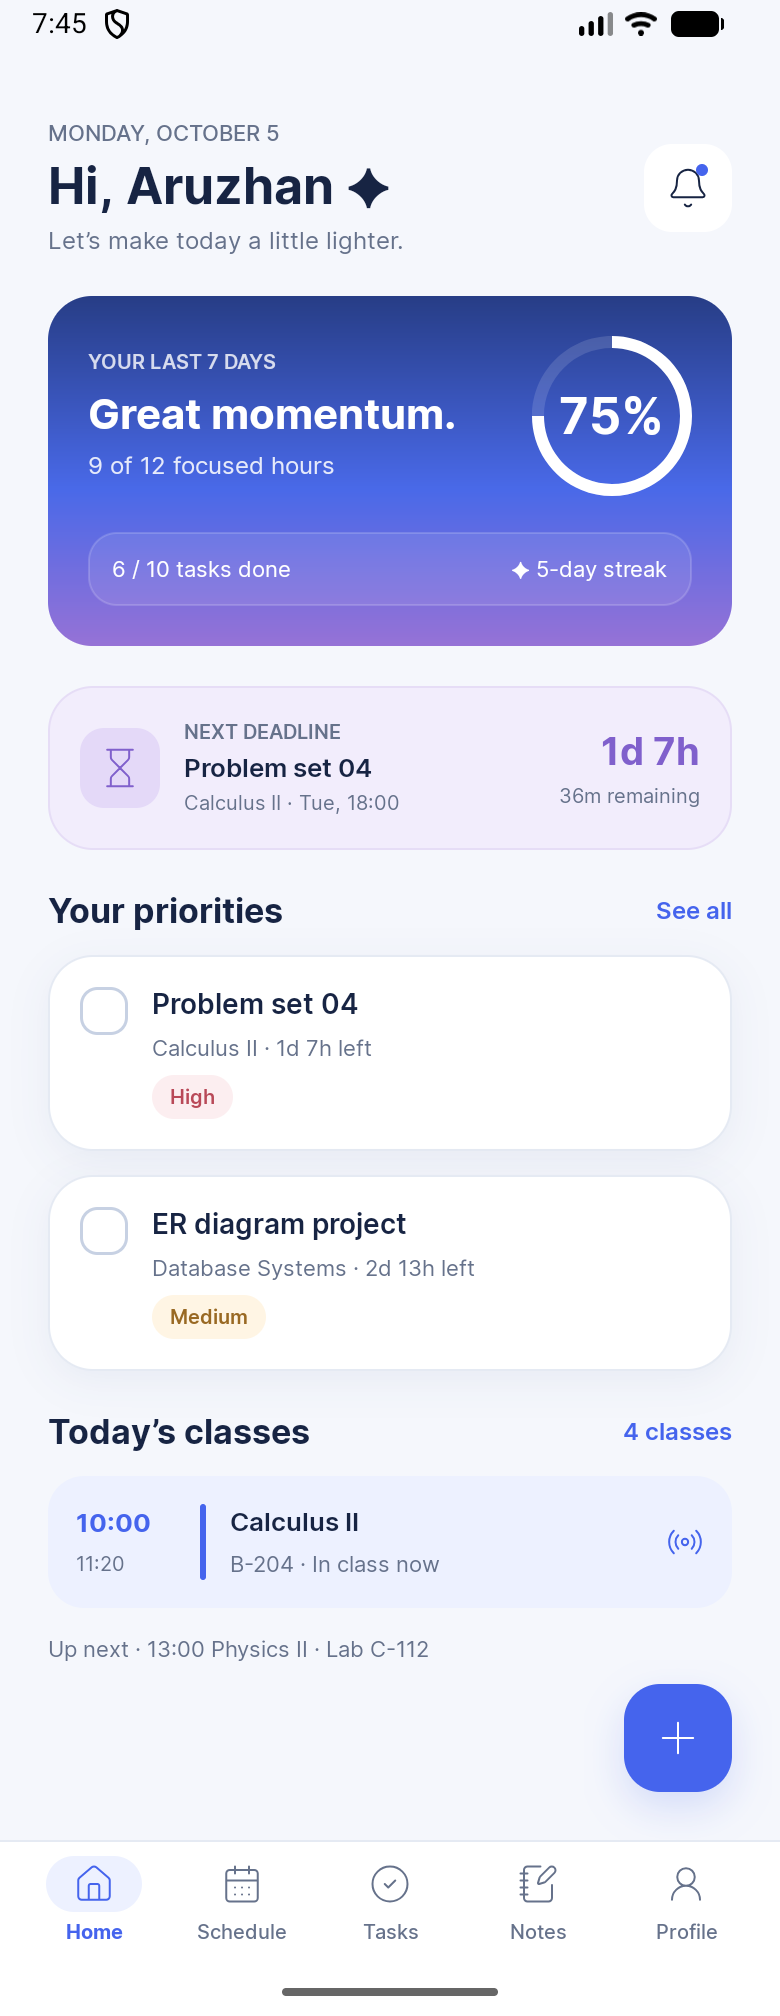 7:45
MONDAY, OCTOBER 5
Hi, Aruzhan ✦
Let’s make today a little lighter.
YOUR LAST 7 DAYS
Great momentum.
9 of 12 focused hours
75%
6 / 10 tasks done
✦ 5-day streak
NEXT DEADLINE
Problem set 04
Calculus II · Tue, 18:00
1d 7h
36m remaining
Your priorities
See all
Problem set 04
Calculus II · 1d 7h left
High
ER diagram project
Database Systems · 2d 13h left
Medium
Today’s classes
4 classes
10:00
11:20
Calculus II
B-204 · In class now
Up next · 13:00 Physics II · Lab C-112
Home
Schedule
Tasks
Notes
Profile